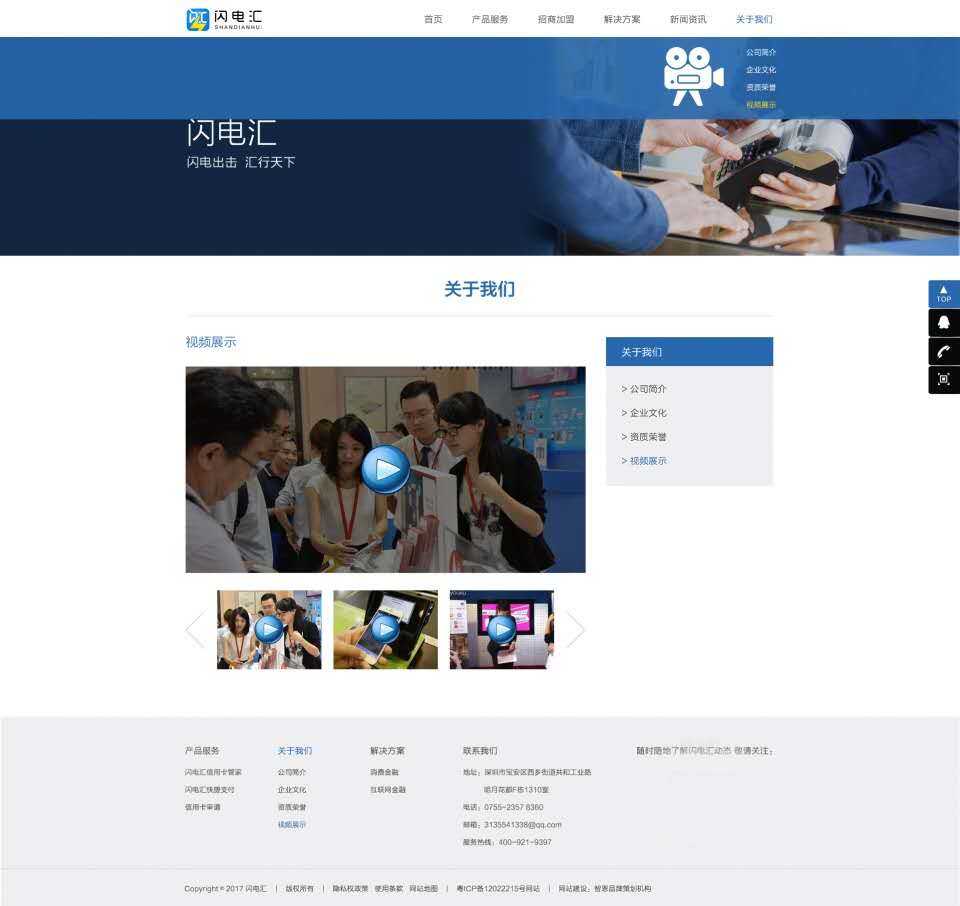 闪电汇
SHANDIANHUI
首页 产品服务 招商加盟 解决方案 新闻资讯 关于我们
公司简介
企业文化
资质荣誉
视频展示
闪电汇
闪电出击 汇行天下
关于我们
TOP
视频展示
关于我们
> 公司简介
> 企业文化
> 资质荣誉
> 视频展示
YOUKU
产品服务
闪电汇信用卡管家
闪电汇快捷支付
信用卡申请
关于我们
公司简介
企业文化
资质荣誉
视频展示
解决方案
消费金融
互联网金融
联系我们
地址：深圳市宝安区西乡街道共和工业路
明月花都F栋1310室
电话：0755-2357 8360
邮箱：3135541338@qq.com
服务热线：400-921-9397
随时随地了解闪电汇动态 敬请关注：
Copyright © 2017 闪电汇 | 版权所有 | 隐私权政策 使用条款 网站地图 | 粤ICP备12022215号网站 | 网站建设：智恩品牌策划机构